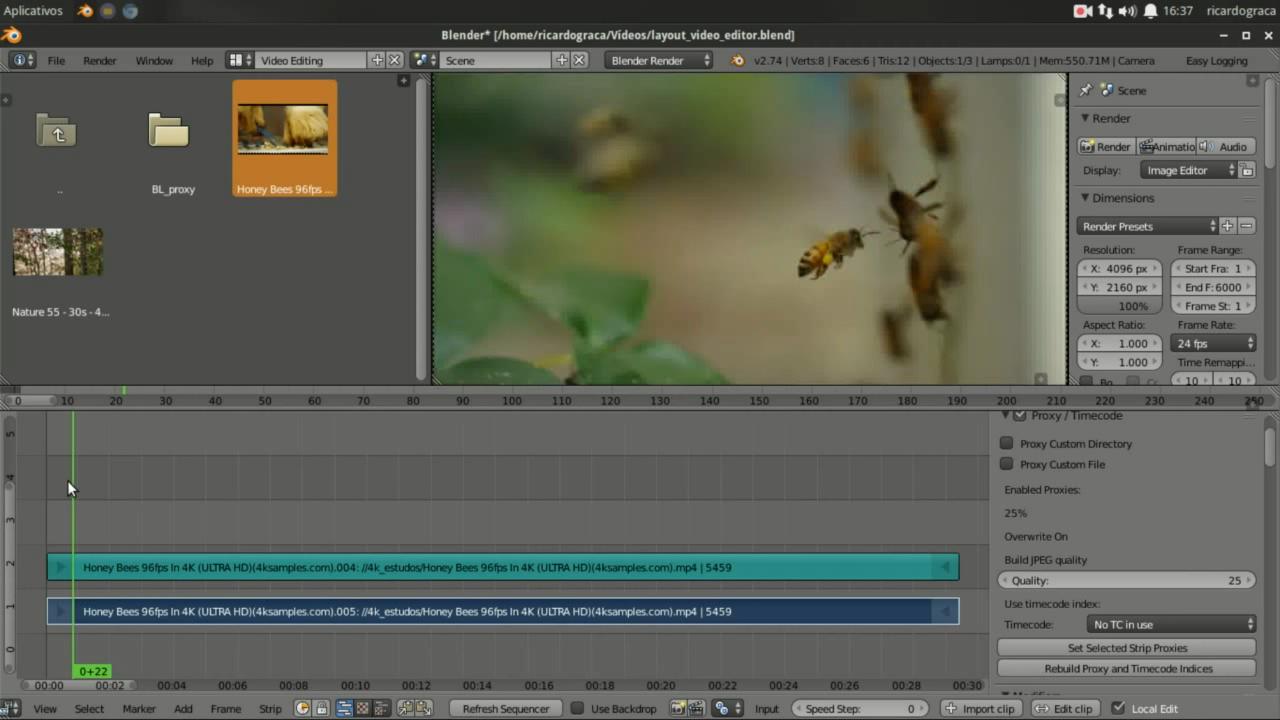 Aplicativos
16:37 ricardograca
Blender* [/home/ricardograca/Vídeos/layout_video_editor.blend]
File Render Window Help Video Editing Scene Blender Render v2.74 | Verts:8 | Faces:6 | Tris:12 | Objects:1/3 | Lamps:0/1 | Mem:550.71M | Camera Easy Logging
Scene
Render
Render Animatio Audio
Display: Image Editor
..
BL_proxy
Honey Bees 96fps ...
Dimensions
Render Presets
Resolution: Frame Range:
X: 4096 px Start Fra: 1
Y: 2160 px End F:6000
100% Frame St: 1
Nature 55 - 30s - 4...
Aspect Ratio: Frame Rate:
X: 1.000 24 fps
Y: 1.000 Time Remappi...
10 10
0 10 20 30 40 50 60 70 80 90 100 110 120 130 140 150 160 170 180 190 200 210 220 230 240 250
Proxy / Timecode
5
Proxy Custom Directory
Proxy Custom File
4
Enabled Proxies:
25%
3
Overwrite On
Build JPEG quality
2
Honey Bees 96fps In 4K (ULTRA HD)(4ksamples.com).004: //4k_estudos/Honey Bees 96fps In 4K (ULTRA HD)(4ksamples.com).mp4 | 5459
Quality: 25
Use timecode index:
1
Honey Bees 96fps In 4K (ULTRA HD)(4ksamples.com).005: //4k_estudos/Honey Bees 96fps In 4K (ULTRA HD)(4ksamples.com).mp4 | 5459
Timecode: No TC in use
Set Selected Strip Proxies
0
0+22
Rebuild Proxy and Timecode Indices
00:00 00:02 00:04 00:06 00:08 00:10 00:12 00:14 00:16 00:18 00:20 00:22 00:24 00:26 00:28 00:30
View Select Marker Add Frame Strip Refresh Sequencer Use Backdrop Input Speed Step: 0 Import clip Edit clip Local Edit